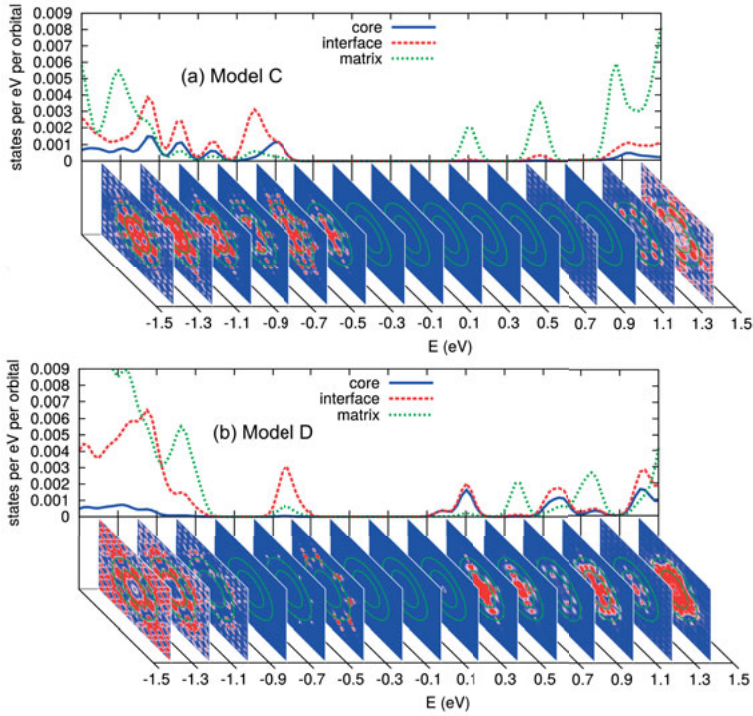 0.009
0.008
0.007
0.006
0.005
0.004
0.003
0.002
0.001
0
states per eV per orbital
core
interface
matrix
(a) Model C
-1.5 -1.3 -1.1 -0.9 -0.7 -0.5 -0.3 -0.1 0.1 0.3 0.5 0.7 0.9 1.1 1.3 1.5
E (eV)
0.009
0.008
0.007
0.006
0.005
0.004
0.003
0.002
0.001
0
states per eV per orbital
core
interface
matrix
(b) Model D
-1.5 -1.3 -1.1 -0.9 -0.7 -0.5 -0.3 -0.1 0.1 0.3 0.5 0.7 0.9 1.1 1.3 1.5
E (eV)